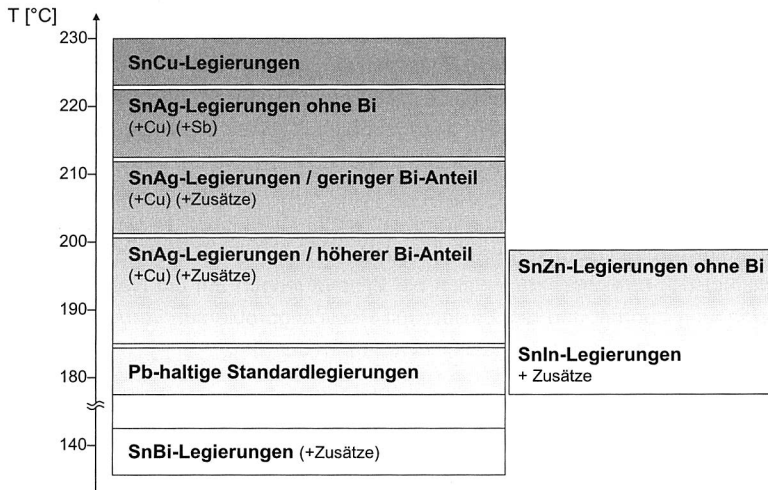 T [°C]
230
SnCu-Legierungen
220
SnAg-Legierungen ohne Bi
(+Cu) (+Sb)
210
SnAg-Legierungen / geringer Bi-Anteil
(+Cu) (+Zusätze)
200
SnAg-Legierungen / höherer Bi-Anteil
(+Cu) (+Zusätze)
SnZn-Legierungen ohne Bi
190
SnIn-Legierungen
+ Zusätze
180
Pb-haltige Standardlegierungen
140
SnBi-Legierungen (+Zusätze)